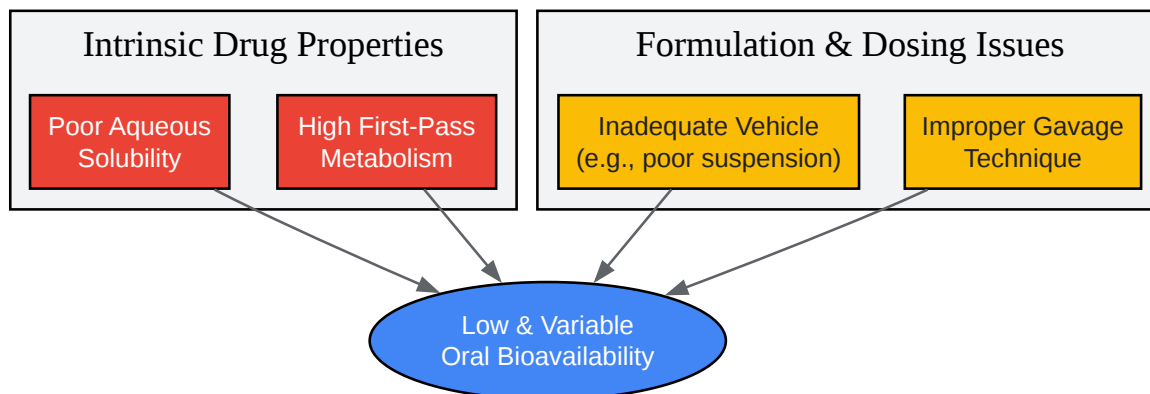 Intrinsic Drug Properties
Formulation & Dosing Issues
Poor Aqueous
Solubility
High First-Pass
Metabolism
Inadequate Vehicle
(e.g., poor suspension)
Improper Gavage
Technique
Low & Variable
Oral Bioavailability